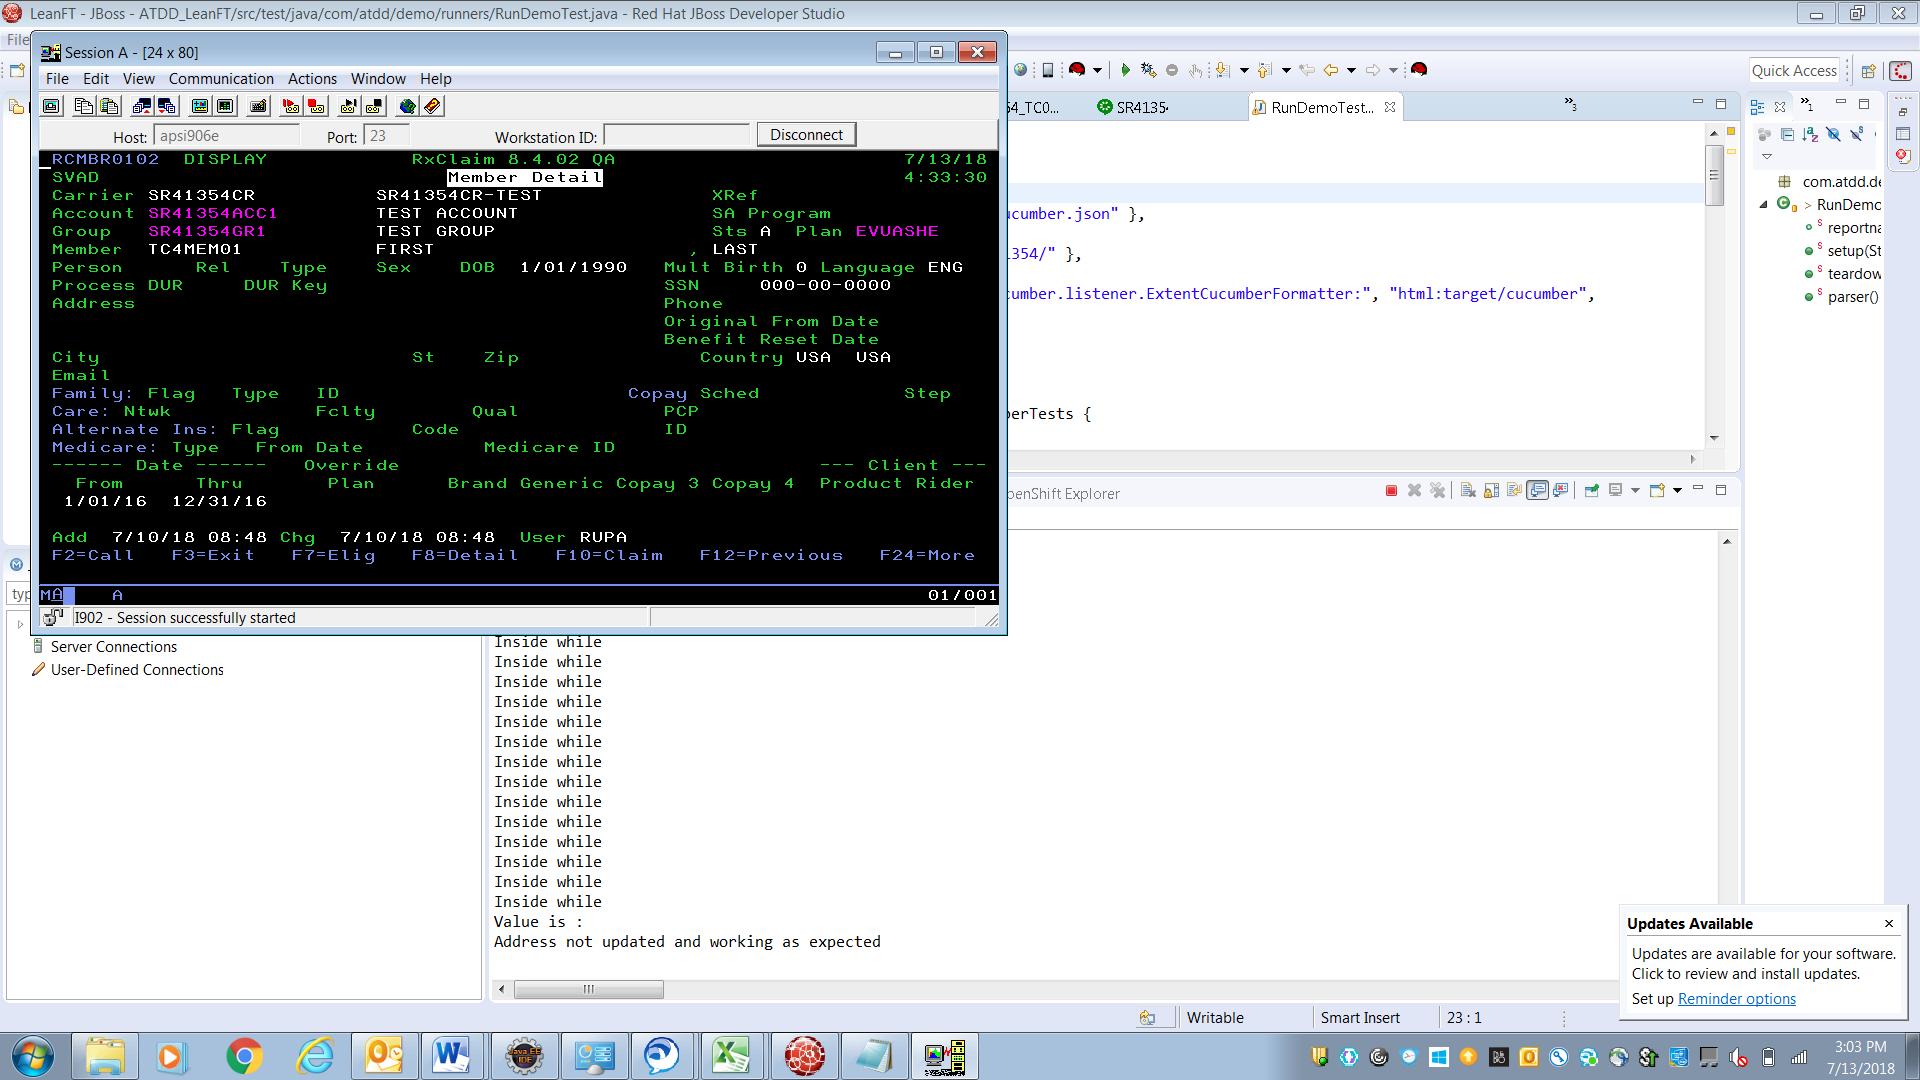 LeanFT - JBoss - ATDD_LeanFT/src/test/java/com/atdd/demo/runners/RunDemoTest.java - Red Hat JBoss Developer Studio
File
Session A - [24 x 80]
File Edit View Communication Actions Window Help
Quick Access
Host: apsi906e Port: 23 Workstation ID: Disconnect
54_TC0... SR4135 RunDemoTest...
RCMBR0102 DISPLAY RxClaim 8.4.02 QA 7/13/18
SVAD Member Detail 4:33:30
Carrier SR41354CR SR41354CR-TEST XRef
Account SR41354ACC1 TEST ACCOUNT SA Program
Group SR41354GR1 TEST GROUP Sts A Plan EVUASHE
Member TC4MEM01 FIRST , LAST
Person Rel Type Sex DOB 1/01/1990 Mult Birth 0 Language ENG
Process DUR DUR Key SSN 000-00-0000
Address Phone
Original From Date
Benefit Reset Date
City St Zip Country USA USA
Email
Family: Flag Type ID Copay Sched Step
Care: Ntwk Fclty Qual PCP
Alternate Ins: Flag Code ID
Medicare: Type From Date Medicare ID
------ Date ------ Override --- Client ---
From Thru Plan Brand Generic Copay 3 Copay 4 Product Rider
1/01/16 12/31/16
Add 7/10/18 08:48 Chg 7/10/18 08:48 User RUPA
F2=Call F3=Exit F7=Elig F8=Detail F10=Claim F12=Previous F24=More
MA A 01/001
I902 - Session successfully started
ucumber.json" },
1354/" },
cumber.listener.ExtentCucumberFormatter:", "html:target/cucumber",
berTests {
com.atdd.de
> RunDemo
reportna
setup(St
teardow
parser()
penShift Explorer
typ
Server Connections
User-Defined Connections
Inside while
Inside while
Inside while
Inside while
Inside while
Inside while
Inside while
Inside while
Inside while
Inside while
Inside while
Inside while
Inside while
Inside while
Value is :
Address not updated and working as expected
Updates Available
Updates are available for your software.
Click to review and install updates.
Set up Reminder options
Writable Smart Insert 23 : 1
3:03 PM
7/13/2018